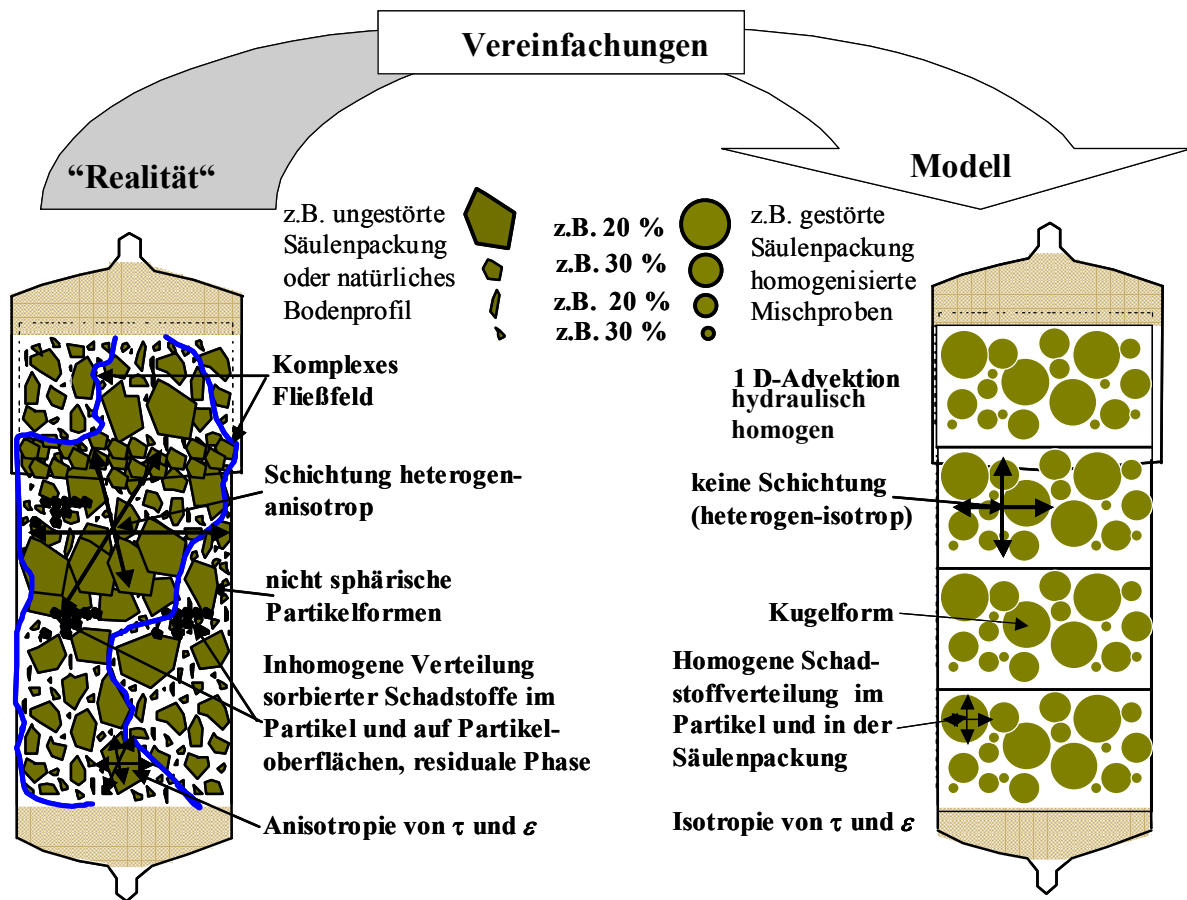 Vereinfachungen
“Realität“
Modell
z.B. ungestörte
Säulenpackung
oder natürliches
Bodenprofil
z.B. 20 %
z.B. 30 %
z.B. 20 %
z.B. 30 %
z.B. gestörte
Säulenpackung
homogenisierte
Mischproben
Komplexes
Fließfeld
Schichtung heterogen-
anisotrop
nicht sphärische
Partikelformen
Inhomogene Verteilung
sorbierter Schadstoffe im
Partikel und auf Partikel-
oberflächen, residuale Phase
Anisotropie von τ und ε
1 D-Advektion
hydraulisch
homogen
keine Schichtung
(heterogen-isotrop)
Kugelform
Homogene Schad-
stoffverteilung im
Partikel und in der
Säulenpackung
Isotropie von τ und ε